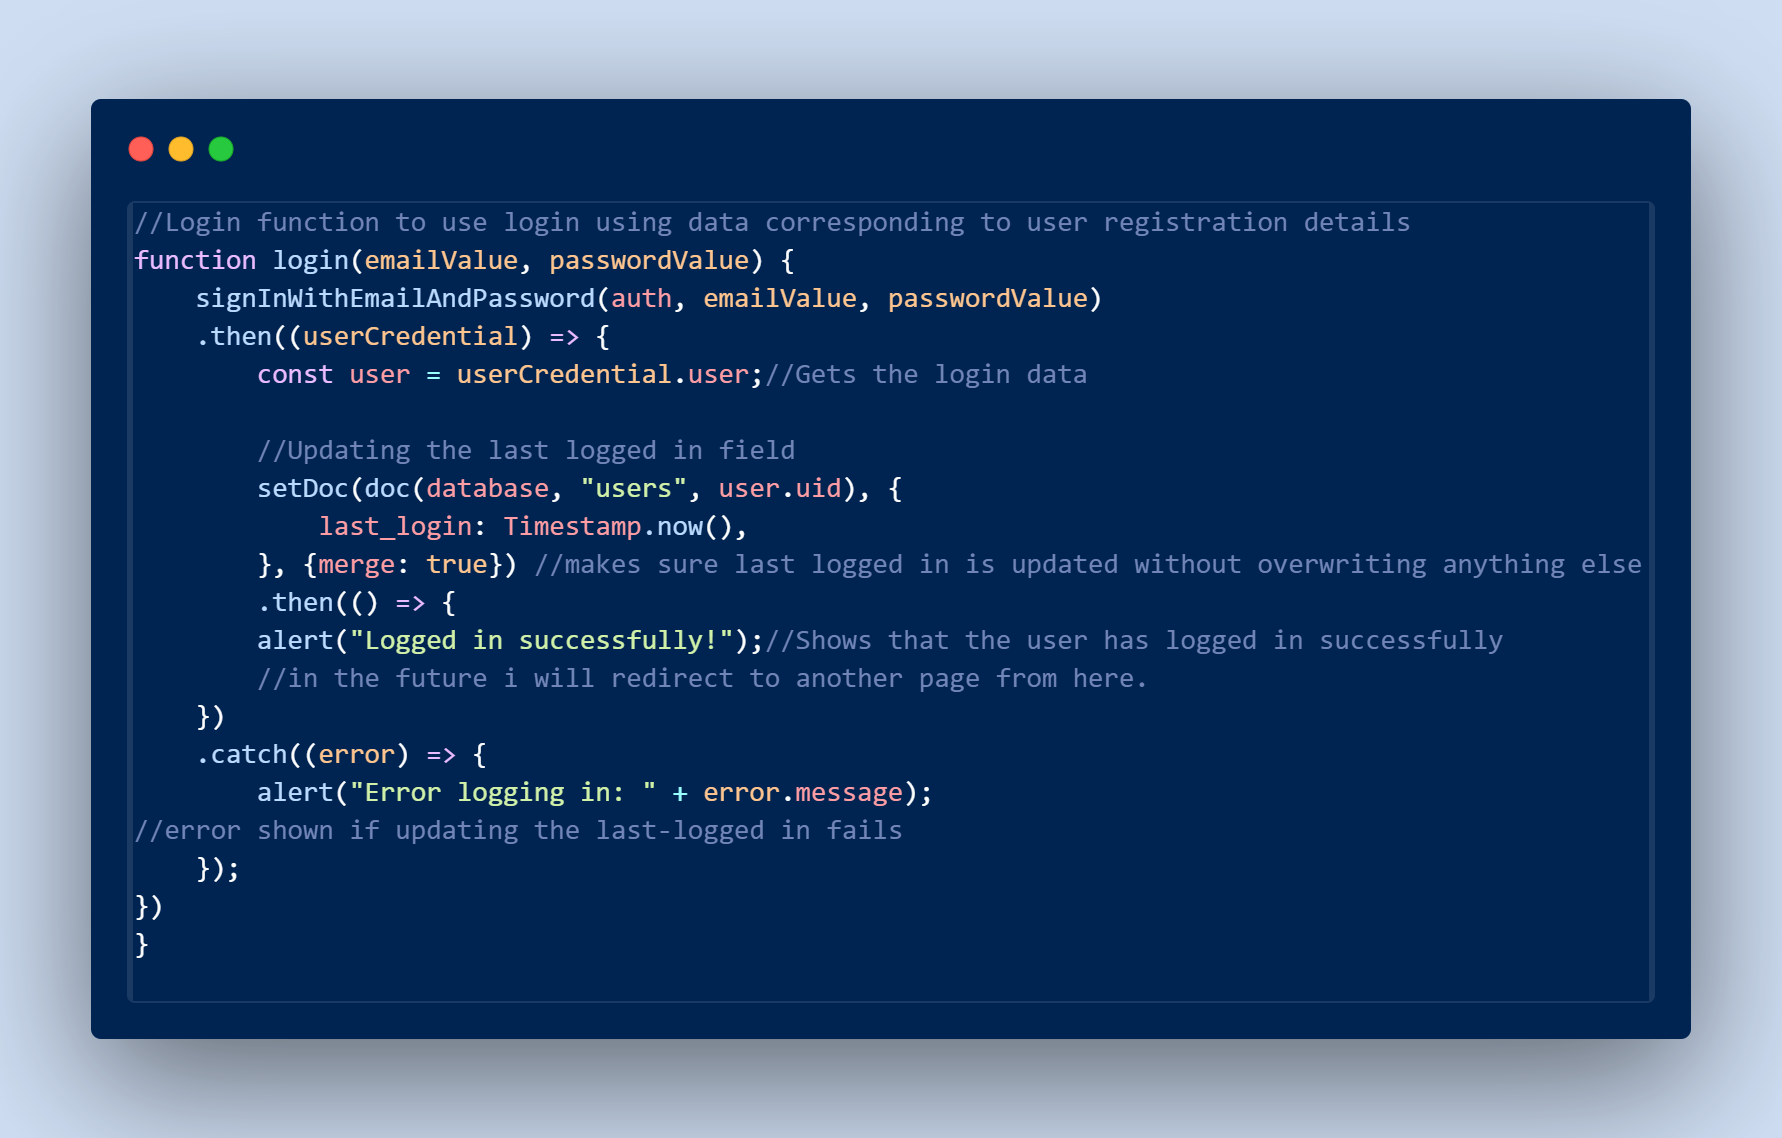 //Login function to use login using data corresponding to user registration details
function login(emailValue, passwordValue) {
    signInWithEmailAndPassword(auth, emailValue, passwordValue)
    .then((userCredential) => {
        const user = userCredential.user;//Gets the login data

        //Updating the last logged in field
        setDoc(doc(database, "users", user.uid), {
            last_login: Timestamp.now(),
        }, {merge: true}) //makes sure last logged in is updated without overwriting anything else
        .then(() => {
        alert("Logged in successfully!");//Shows that the user has logged in successfully
        //in the future i will redirect to another page from here.
    })
    .catch((error) => {
        alert("Error logging in: " + error.message);
//error shown if updating the last-logged in fails
    });
})
}